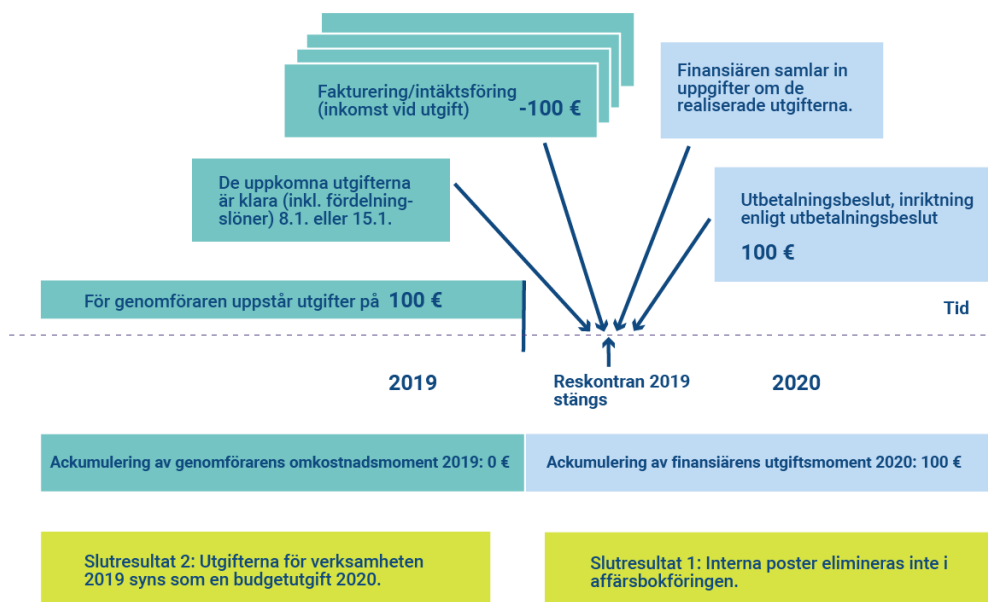 Fakturering/intäktsföring
(inkomst vid utgift) -100 €
Finansiären samlar in
uppgifter om de
realiserade utgifterna.
De uppkomna utgifterna
är klara (inkl. fördelning-
slöner) 8.1. eller 15.1.
Utbetalningsbeslut, inriktning
enligt utbetalningsbeslut
100 €
För genomföraren uppstår utgifter på 100 €
Tid
2019
Reskontran 2019
stängs
2020
Ackumulering av genomförarens omkostnadsmoment 2019: 0 €
Ackumulering av finansiärens utgiftsmoment 2020: 100 €
Slutresultat 2: Utgifterna för verksamheten
2019 syns som en budgetutgift 2020.
Slutresultat 1: Interna poster elimineras inte i
affärsbokföringen.